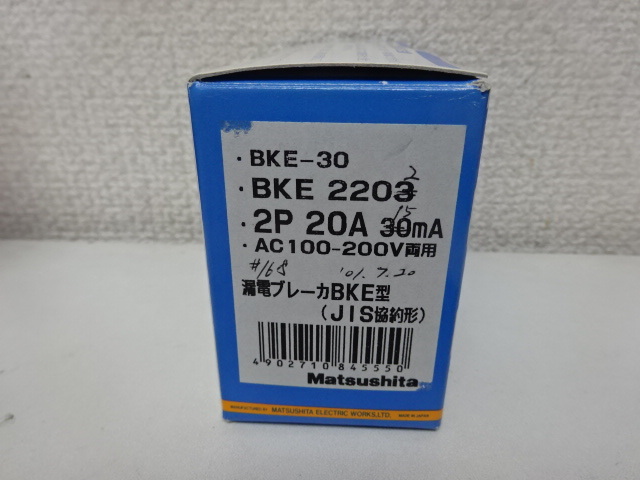 ・BKE-30
2
・BKE 2203
15
・2P 20A 30mA
・AC100-200V両用
#168 '01.7.20
漏電ブレーカBKE型
(JIS協約形)
4902710845550
Matsushita
MANUFACTURED BY MATSUSHITA ELECTRIC WORKS,LTD. MADE IN JAPAN